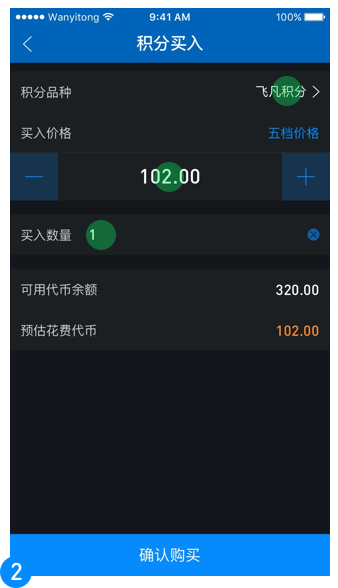 Wanyitong 9:41 AM 100%
积分买入
积分品种 飞凡积分
买入价格 五档价格
102.00
买入数量 1
可用代币余额 320.00
预估花费代币 102.00
确认购买
2